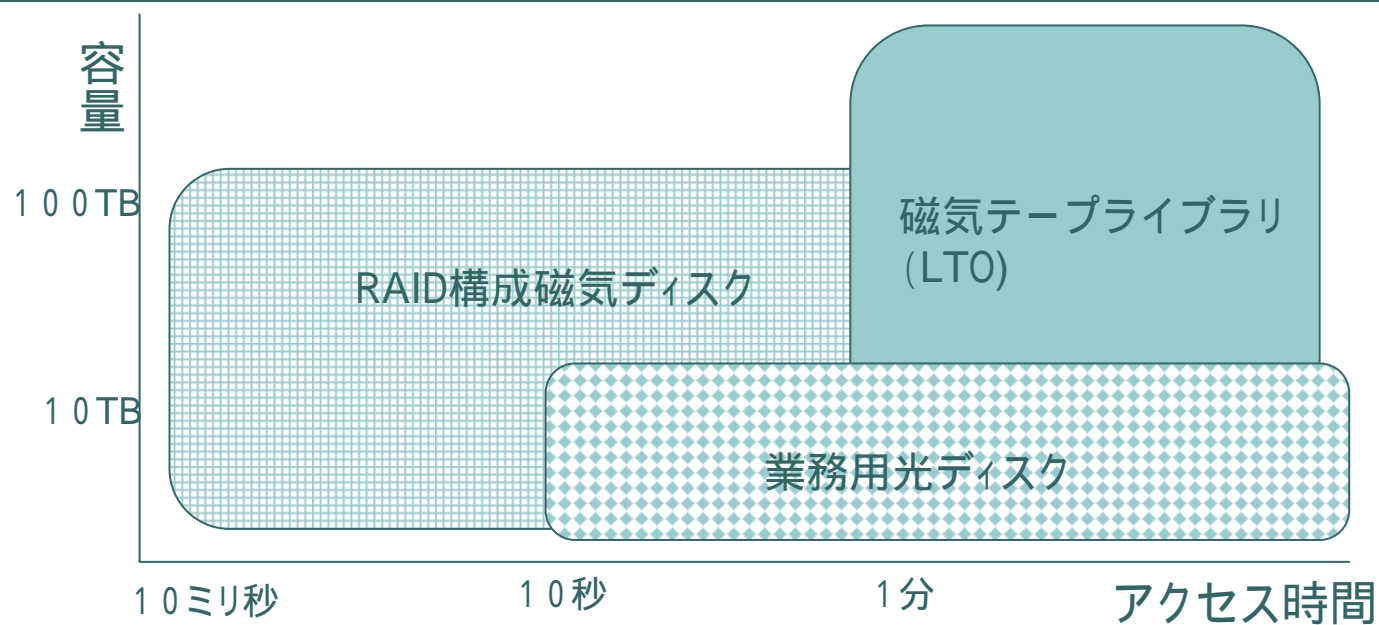 容量
１００TB
磁気テープライブラリ
(LTO)
RAID構成磁気ディスク
１０TB
業務用光ディスク
１０ミリ秒
１０秒
１分
アクセス時間